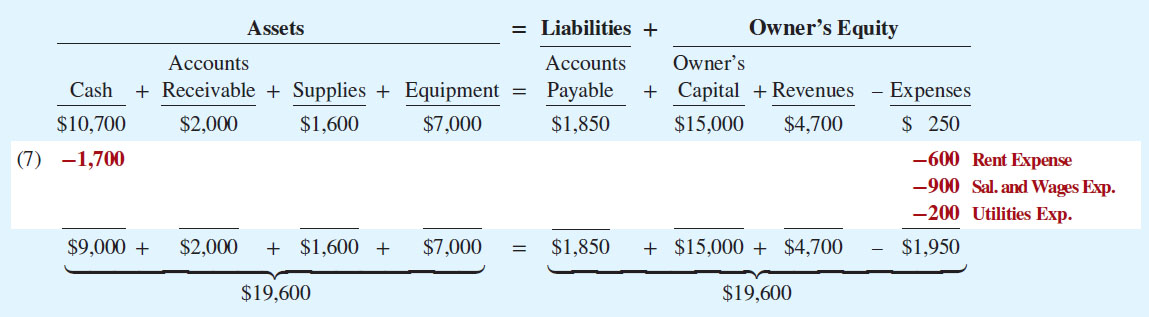 Assets = Liabilities + Owner's Equity
Accounts Accounts Owner's
Cash + Receivable + Supplies + Equipment = Payable + Capital + Revenues – Expenses
$10,700 $2,000 $1,600 $7,000 $1,850 $15,000 $4,700 $ 250
(7) –1,700 –600 Rent Expense
–900 Sal. and Wages Exp.
–200 Utilities Exp.
$9,000 + $2,000 + $1,600 + $7,000 = $1,850 + $15,000 + $4,700 – $1,950
$19,600 $19,600